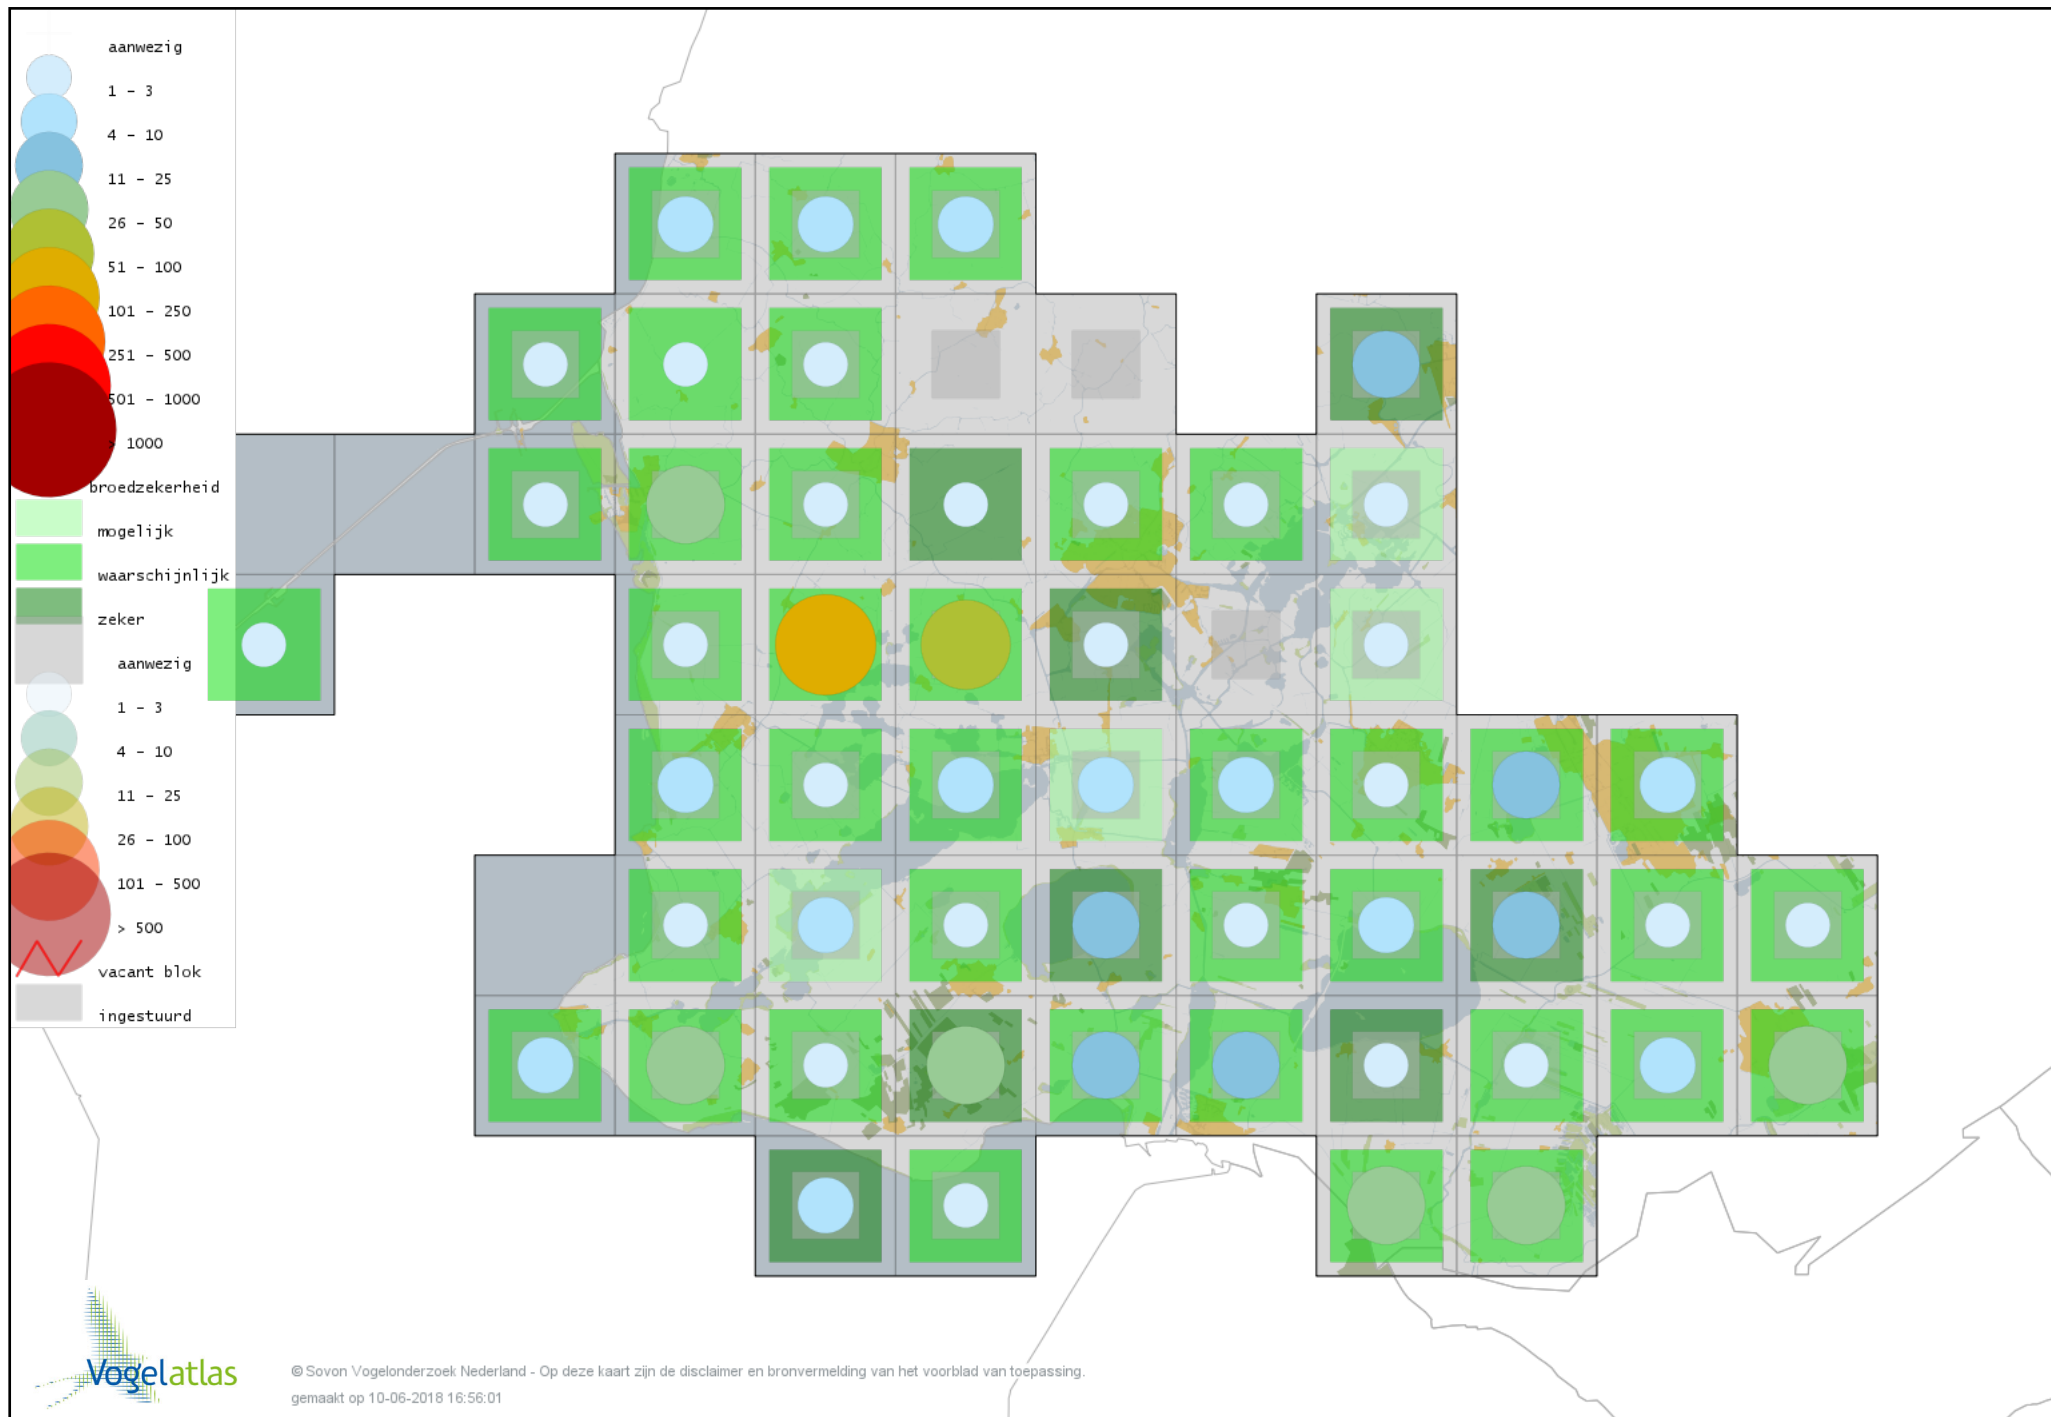 aanwezig
1 - 3
4 - 10
11 - 25
26 - 50
51 - 100
101 - 250
251 - 500
501 - 1000
> 1000
broedzekerheid
mogelijk
waarschijnlijk
zeker
aanwezig
1 - 3
4 - 10
11 - 25
26 - 100
101 - 500
> 500
vacant blok
ingestuurd
Vogelatlas
© Sovon Vogelonderzoek Nederland - Op deze kaart zijn de disclaimer en bronvermelding van het voorblad van toepassing.
gemaakt op 10-06-2018 16:56:01